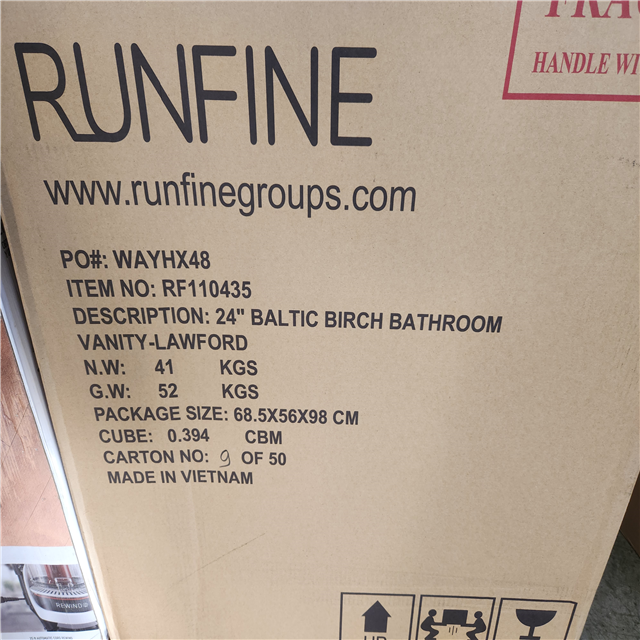 RUNFINE
HANDLE
www.runfinegroups.com
PO#: WAYHX48
ITEM NO: RF110435
DESCRIPTION: 24" BALTIC BIRCH BATHROOM
VANITY-LAWFORD
N.W: 41 KGS
G.W: 52 KGS
PACKAGE SIZE: 68.5X56X98 CM
CUBE: 0.394 CBM
CARTON NO: 9 OF 50
MADE IN VIETNAM
UP